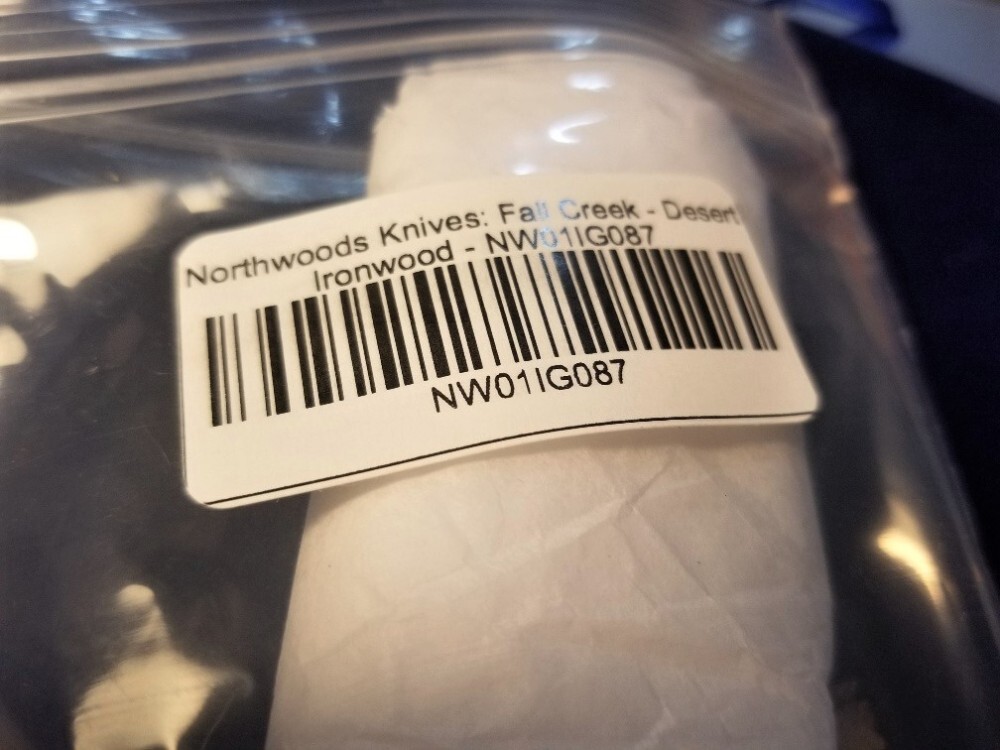 Northwoods Knives: Fall Creek - Desert
Ironwood - NW01IG087
NW01IG087